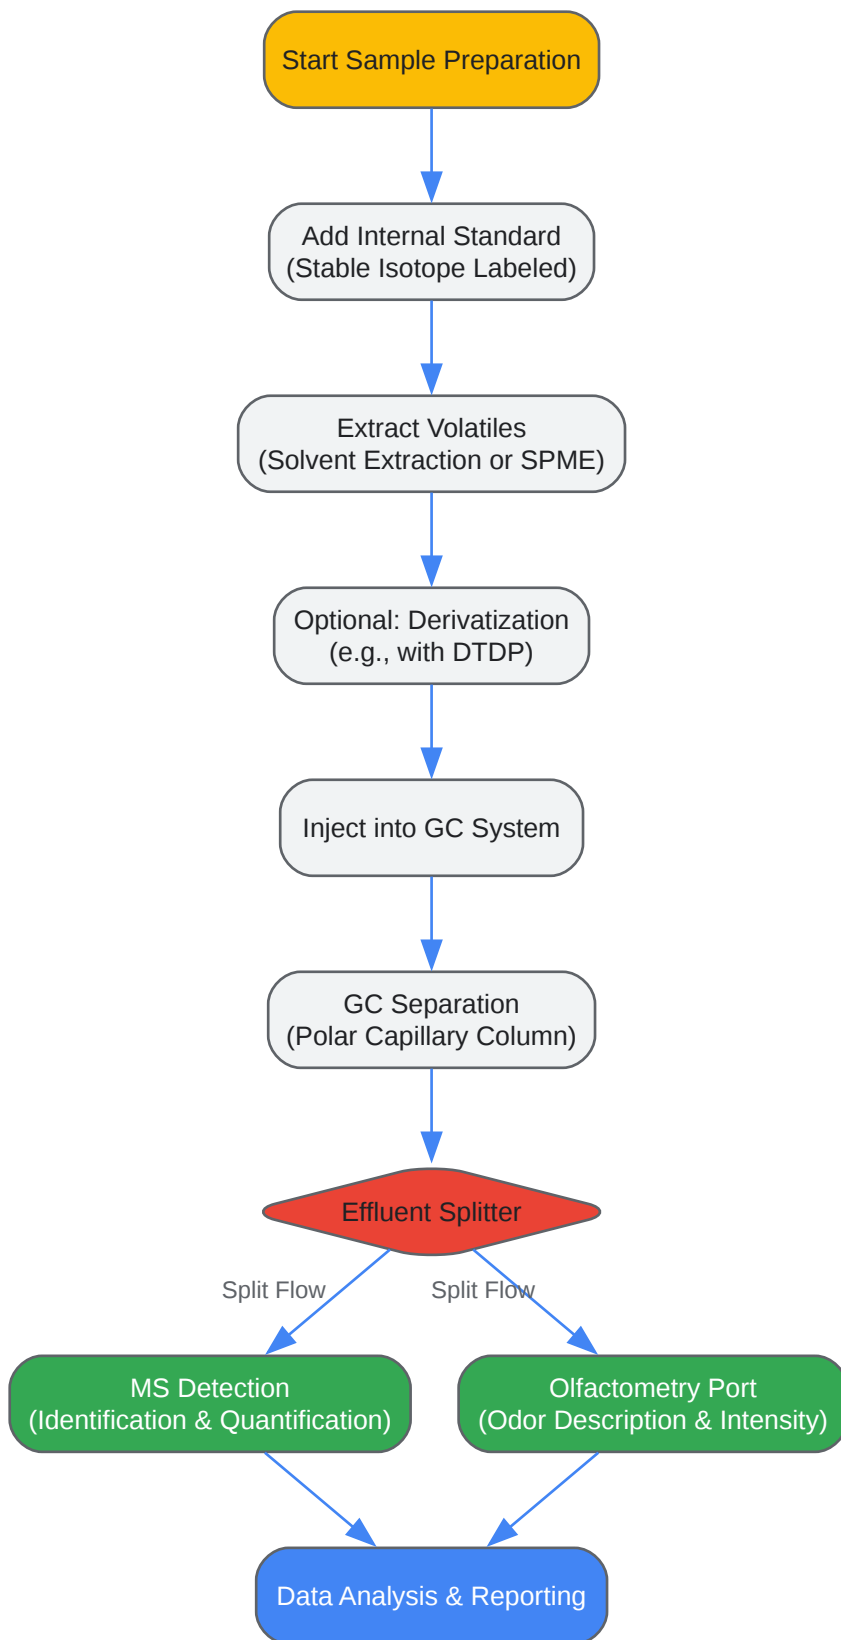 Start Sample Preparation
Add Internal Standard
(Stable Isotope Labeled)
Extract Volatiles
(Solvent Extraction or SPME)
Optional: Derivatization
(e.g., with DTDP)
Inject into GC System
GC Separation
(Polar Capillary Column)
Effluent Splitter
Split Flow
Split Flow
MS Detection
(Identification & Quantification)
Olfactometry Port
(Odor Description & Intensity)
Data Analysis & Reporting